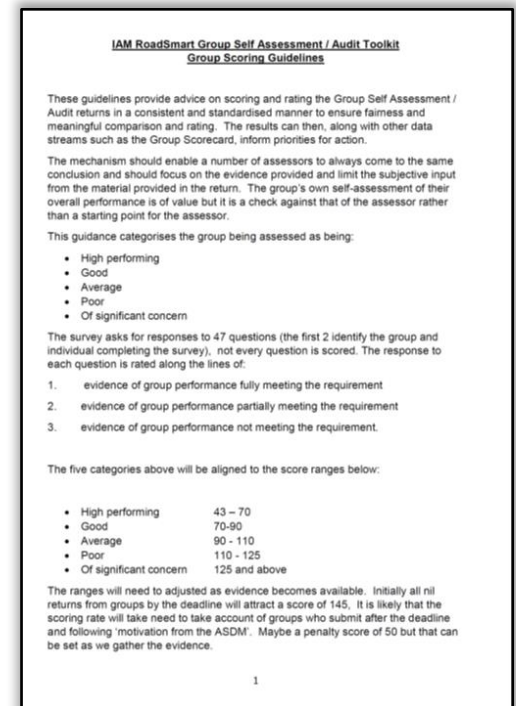 IAM RoadSmart Group Self Assessment / Audit Toolkit
Group Scoring Guidelines
These guidelines provide advice on scoring and rating the Group Self Assessment /
Audit returns in a consistent and standardised manner to ensure fairness and
meaningful comparison and rating. The results can then, along with other data
streams such as the Group Scorecard, inform priorities for action.
The mechanism should enable a number of assessors to always come to the same
conclusion and should focus on the evidence provided and limit the subjective input
from the material provided in the return. The group's own self-assessment of their
overall performance is of value but it is a check against that of the assessor rather
than a starting point for the assessor.
This guidance categorises the group being assessed as being:
• High performing
• Good
• Average
• Poor
• Of significant concern
The survey asks for responses to 47 questions (the first 2 identify the group and
individual completing the survey), not every question is scored. The response to
each question is rated along the lines of:
1. evidence of group performance fully meeting the requirement
2. evidence of group performance partially meeting the requirement
3. evidence of group performance not meeting the requirement.
The five categories above will be aligned to the score ranges below:
• High performing 43 – 70
• Good 70-90
• Average 90 - 110
• Poor 110 - 125
• Of significant concern 125 and above
The ranges will need to adjusted as evidence becomes available. Initially all nil
returns from groups by the deadline will attract a score of 145, It is likely that the
scoring rate will take need to take account of groups who submit after the deadline
and following 'motivation from the ASDM'. Maybe a penalty score of 50 but that can
be set as we gather the evidence.
1